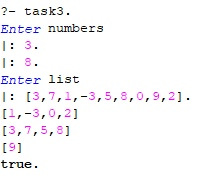 ?- task3.
Enter numbers
|: 3.
|: 8.
Enter list
|: [3,7,1,-3,5,8,0,9,2].
[1,-3,0,2]
[3,7,5,8]
[9]
true.